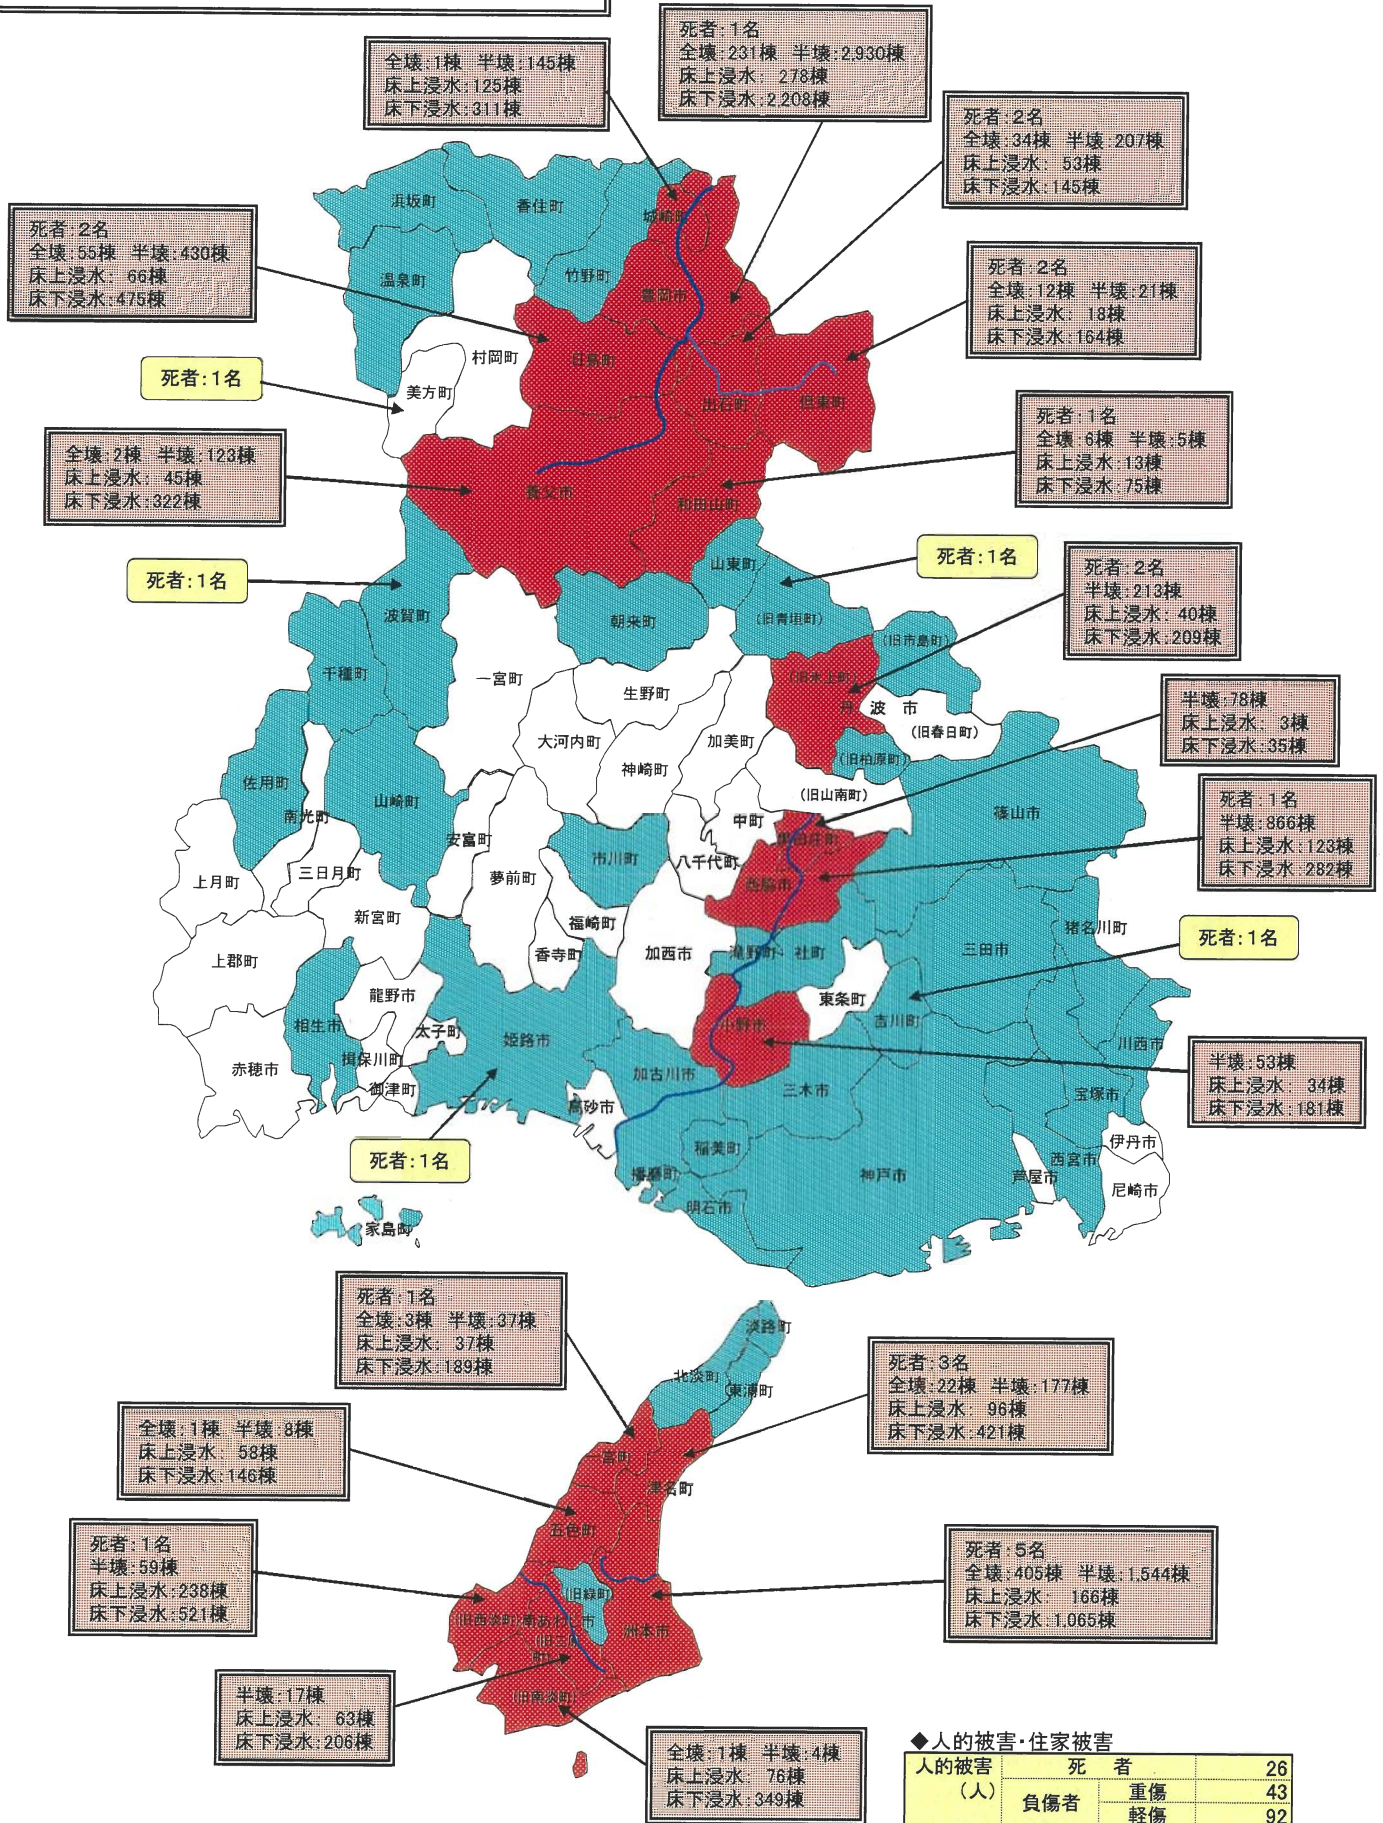 死者:1名
全壊:231棟 半壊:2,930棟
床上浸水: 278棟
床下浸水:2,208棟
全壊:1棟 半壊:145棟
床上浸水:125棟
床下浸水:311棟
死者:2名
全壊:34棟 半壊:207棟
床上浸水: 53棟
床下浸水:145棟
死者:2名
全壊:55棟 半壊:430棟
床上浸水: 66棟
床下浸水:475棟
死者:2名
全壊:12棟 半壊:21棟
床上浸水: 18棟
床下浸水:164棟
浜坂町
香住町
城崎町
温泉町
竹野町
豊岡市
村岡町
日高町
美方町
出石町
但東町
死者:1名
死者:1名
全壊:6棟 半壊:5棟
床上浸水:13棟
床下浸水:75棟
全壊:2棟 半壊:123棟
床上浸水: 45棟
床下浸水:322棟
養父市
和田山町
死者:1名
死者:1名
死者:2名
半壊:213棟
床上浸水: 40棟
床下浸水:209棟
山東町
波賀町
朝来町
(旧青垣町)
(旧市島町)
千種町
一宮町
生野町
(旧氷上町)
丹波市
(旧春日町)
半壊:78棟
床上浸水: 3棟
床下浸水:35棟
大河内町
加美町
神崎町
(旧柏原町)
佐用町
山崎町
(旧山南町)
南光町
中町
篠山市
死者:1名
半壊:866棟
床上浸水:123棟
床下浸水:282棟
安富町
黒田庄町
市川町
八千代町
上月町
三日月町
夢前町
西脇市
新宮町
福崎町
猪名川町
死者:1名
上郡町
香寺町
加西市
滝野町
社町
三田市
龍野市
東条町
相生市
太子町
姫路市
小野市
吉川町
川西市
赤穂市
揖保川町
加古川市
御津町
三木市
宝塚市
高砂市
半壊:53棟
床上浸水: 34棟
床下浸水:181棟
死者:1名
稲美町
伊丹市
播磨町
神戸市
芦屋市
西宮市
尼崎市
明石市
家島町
死者:1名
全壊:3棟 半壊:37棟
床上浸水: 37棟
床下浸水:189棟
淡路町
北淡町
東浦町
死者:3名
全壊:22棟 半壊:177棟
床上浸水: 96棟
床下浸水:421棟
全壊:1棟 半壊:8棟
床上浸水: 58棟
床下浸水:146棟
一宮町
津名町
五色町
死者:1名
半壊:59棟
床上浸水:238棟
床下浸水:521棟
死者:5名
全壊:405棟 半壊:1,544棟
床上浸水: 166棟
床下浸水:1,065棟
(旧緑町)
(旧西淡町)
南あわじ市
(旧三原町)
洲本市
(旧南淡町)
半壊:17棟
床上浸水: 63棟
床下浸水:206棟
全壊:1棟 半壊:4棟
床上浸水: 76棟
床下浸水:349棟
◆人的被害・住家被害
人的被害 死者 26
(人) 負傷者 重傷 43
軽傷 92